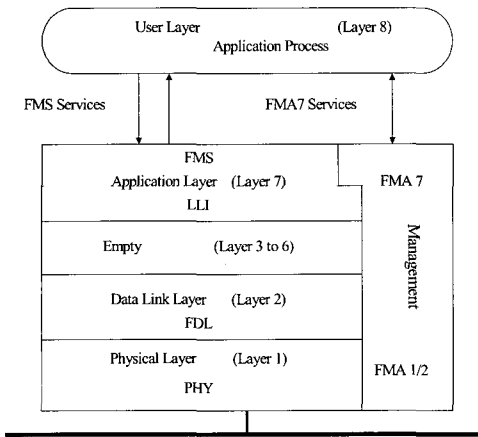 User Layer (Layer 8)
Application Process
FMS Services
FMA7 Services
FMS
Application Layer (Layer 7)
LLI
FMA 7
Empty (Layer 3 to 6)
Management
Data Link Layer (Layer 2)
FDL
Physical Layer (Layer 1)
PHY
FMA 1/2